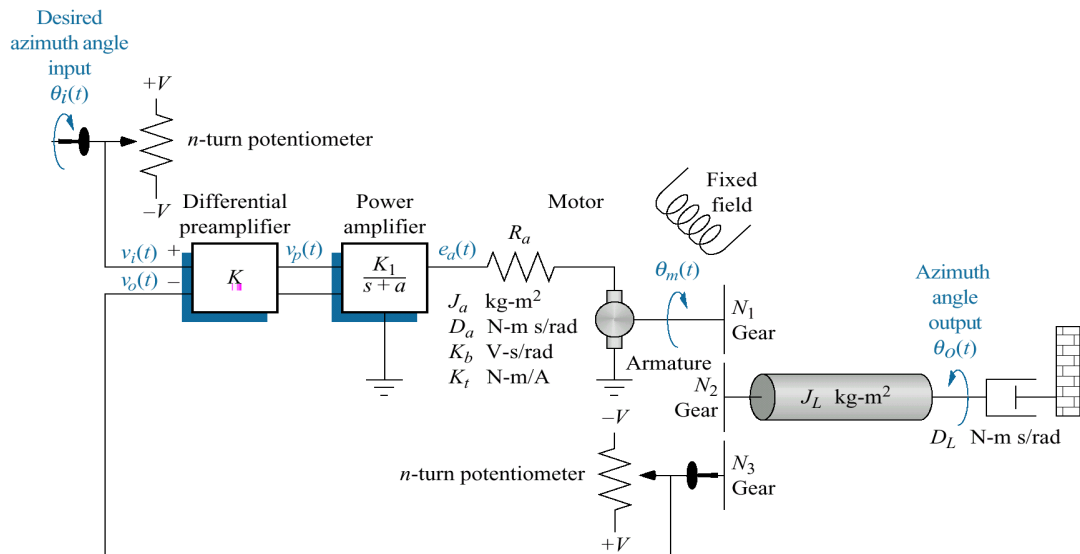 Desired
azimuth angle
input
θi(t)
+V
n-turn potentiometer
−V
Differential
preamplifier
Power
amplifier
Motor
Fixed
field
vi(t)
+
vo(t)
−
K
vp(t)
K1
s + a
ea(t)
Ra
Ja kg-m²
Da N-m s/rad
Kb V-s/rad
Kt N-m/A
Armature
θm(t)
N1
Gear
N2
Gear
JL kg-m²
Azimuth
angle
output
θo(t)
DL N-m s/rad
−V
n-turn potentiometer
+V
N3
Gear